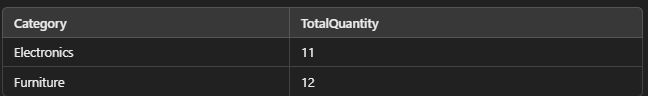 Category TotalQuantity
Electronics 11
Furniture 12